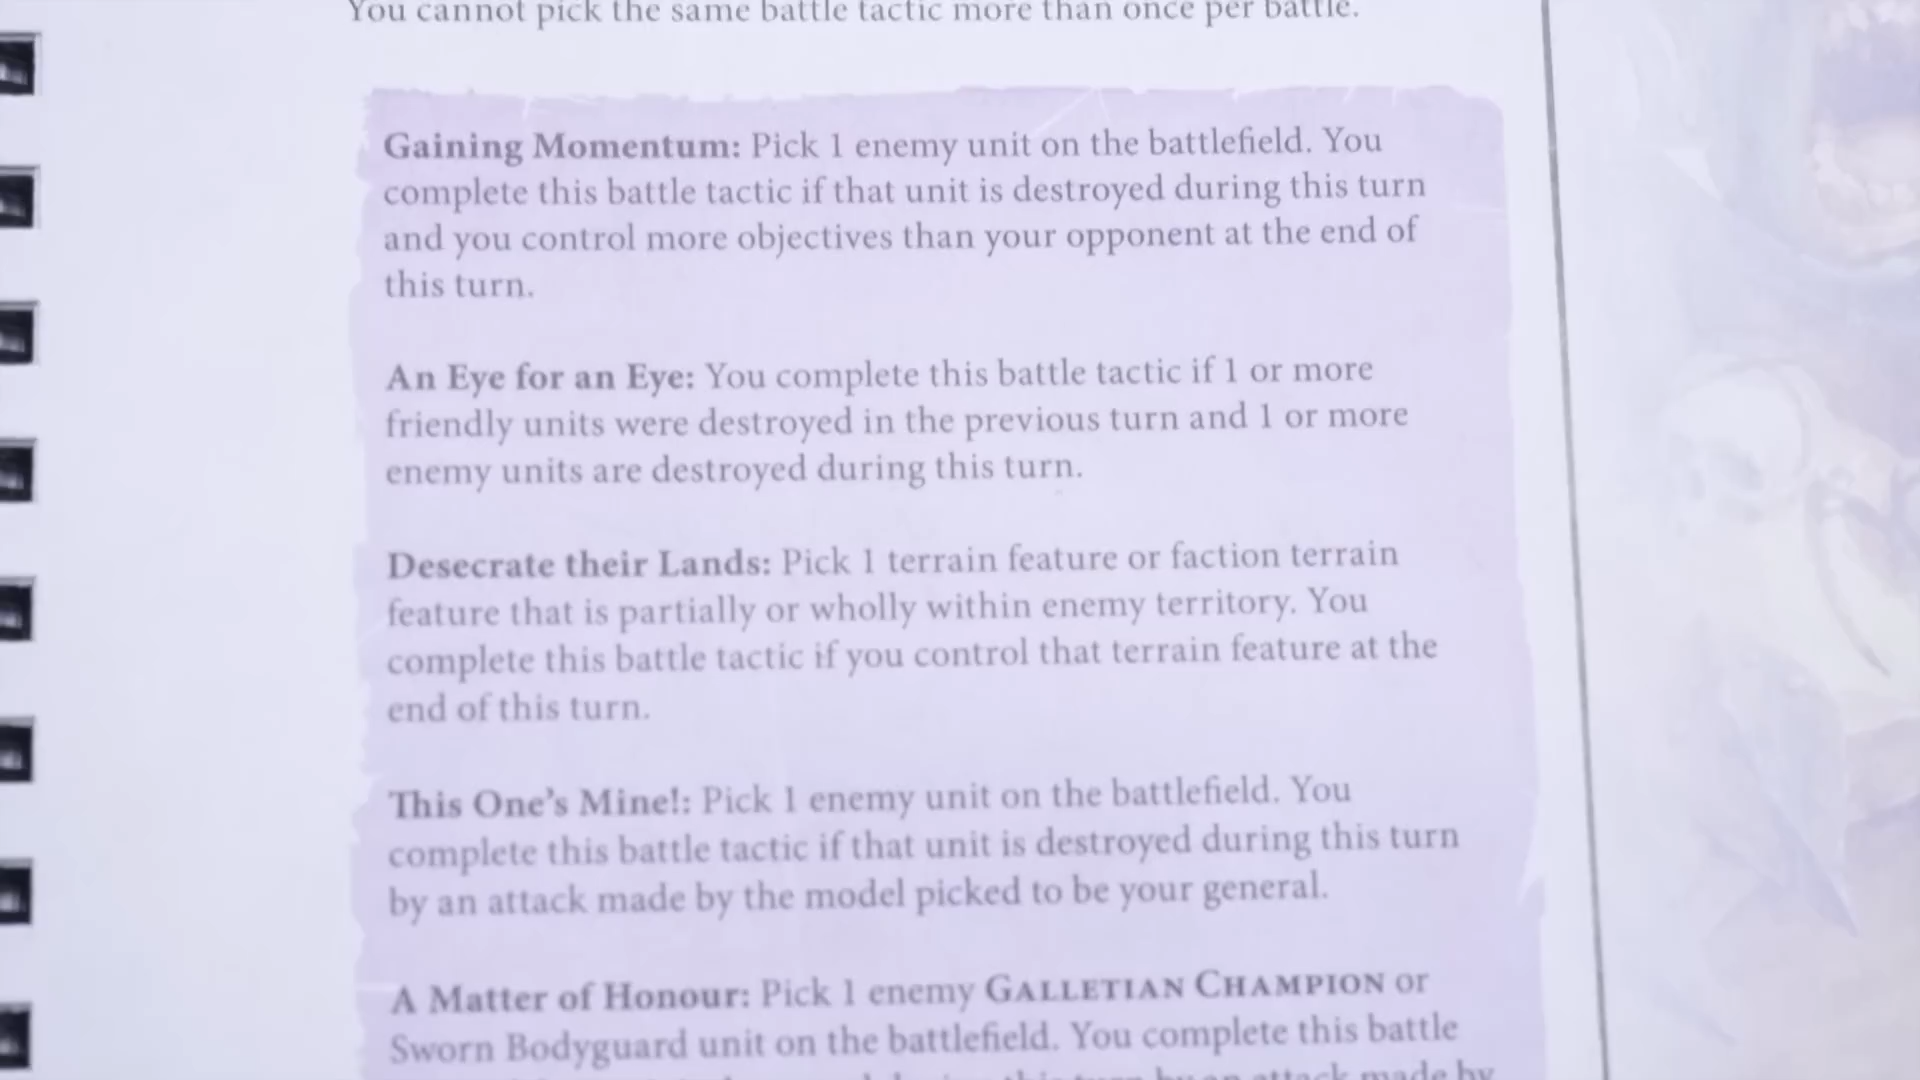 You cannot pick the same battle tactic more than once per battle.
Gaining Momentum: Pick 1 enemy unit on the battlefield. You
complete this battle tactic if that unit is destroyed during this turn
and you control more objectives than your opponent at the end of
this turn.
An Eye for an Eye: You complete this battle tactic if 1 or more
friendly units were destroyed in the previous turn and 1 or more
enemy units are destroyed during this turn.
Desecrate their Lands: Pick 1 terrain feature or faction terrain
feature that is partially or wholly within enemy territory. You
complete this battle tactic if you control that terrain feature at the
end of this turn.
This One's Mine!: Pick 1 enemy unit on the battlefield. You
complete this battle tactic if that unit is destroyed during this turn
by an attack made by the model picked to be your general.
A Matter of Honour: Pick 1 enemy GALLETIAN CHAMPION or
Sworn Bodyguard unit on the battlefield. You complete this battle
this turn by an attack made by